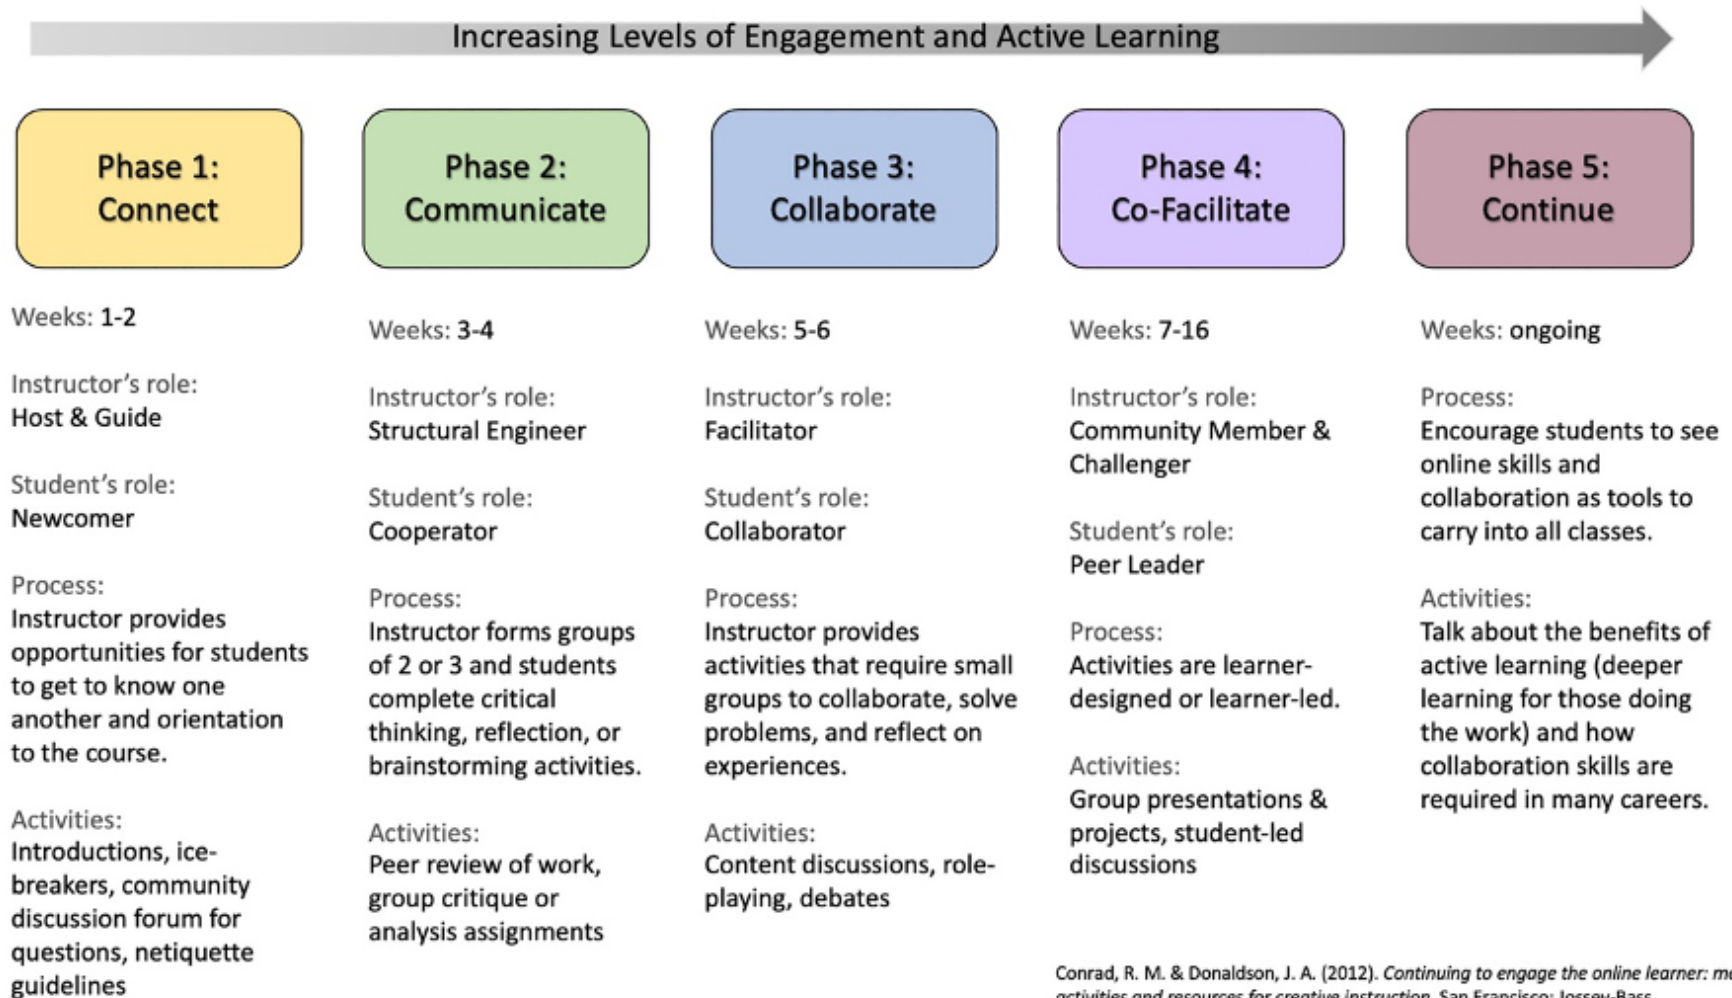 Increasing Levels of Engagement and Active Learning
Phase 1:
Connect
Weeks: 1-2
Instructor's role:
Host & Guide
Student's role:
Newcomer
Process:
Instructor provides
opportunities for students
to get to know one
another and orientation
to the course.
Activities:
Introductions, ice-
breakers, community
discussion forum for
questions, netiquette
guidelines
Phase 2:
Communicate
Weeks: 3-4
Instructor's role:
Structural Engineer
Student's role:
Cooperator
Process:
Instructor forms groups
of 2 or 3 and students
complete critical
thinking, reflection, or
brainstorming activities.
Activities:
Peer review of work,
group critique or
analysis assignments
Phase 3:
Collaborate
Weeks: 5-6
Instructor's role:
Facilitator
Student's role:
Collaborator
Process:
Instructor provides
activities that require small
groups to collaborate, solve
problems, and reflect on
experiences.
Activities:
Content discussions, role-
playing, debates
Phase 4:
Co-Facilitate
Weeks: 7-16
Instructor's role:
Community Member &
Challenger
Student's role:
Peer Leader
Process:
Activities are learner-
designed or learner-led.
Activities:
Group presentations &
projects, student-led
discussions
Phase 5:
Continue
Weeks: ongoing
Process:
Encourage students to see
online skills and
collaboration as tools to
carry into all classes.
Activities:
Talk about the benefits of
active learning (deeper
learning for those doing
the work) and how
collaboration skills are
required in many careers.
Conrad, R. M. & Donaldson, J. A. (2012). Continuing to engage the online learner:
activities and resources for creative instruction. San Francisco: Jossey-Bass